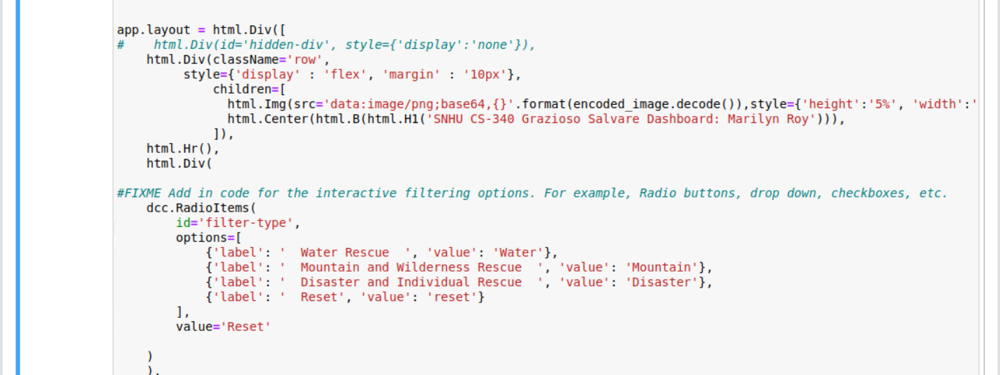 app.layout = html.Div([
#    html.Div(id='hidden-div', style={'display':'none'}),
    html.Div(className='row',
         style={'display' : 'flex', 'margin' : '10px'},
             children=[
               html.Img(src='data:image/png;base64,{}'.format(encoded_image.decode()),style={'height':'5%', 'width':'
               html.Center(html.B(html.H1('SNHU CS-340 Grazioso Salvare Dashboard: Marilyn Roy'))),
             ]),
    html.Hr(),
    html.Div(
#FIXME Add in code for the interactive filtering options. For example, Radio buttons, drop down, checkboxes, etc.
    dcc.RadioItems(
        id='filter-type',
        options=[
            {'label': '  Water Rescue  ', 'value': 'Water'},
            {'label': '  Mountain and Wilderness Rescue  ', 'value': 'Mountain'},
            {'label': '  Disaster and Individual Rescue  ', 'value': 'Disaster'},
            {'label': '  Reset', 'value': 'reset'}
        ],
        value='Reset'
    )
    ),